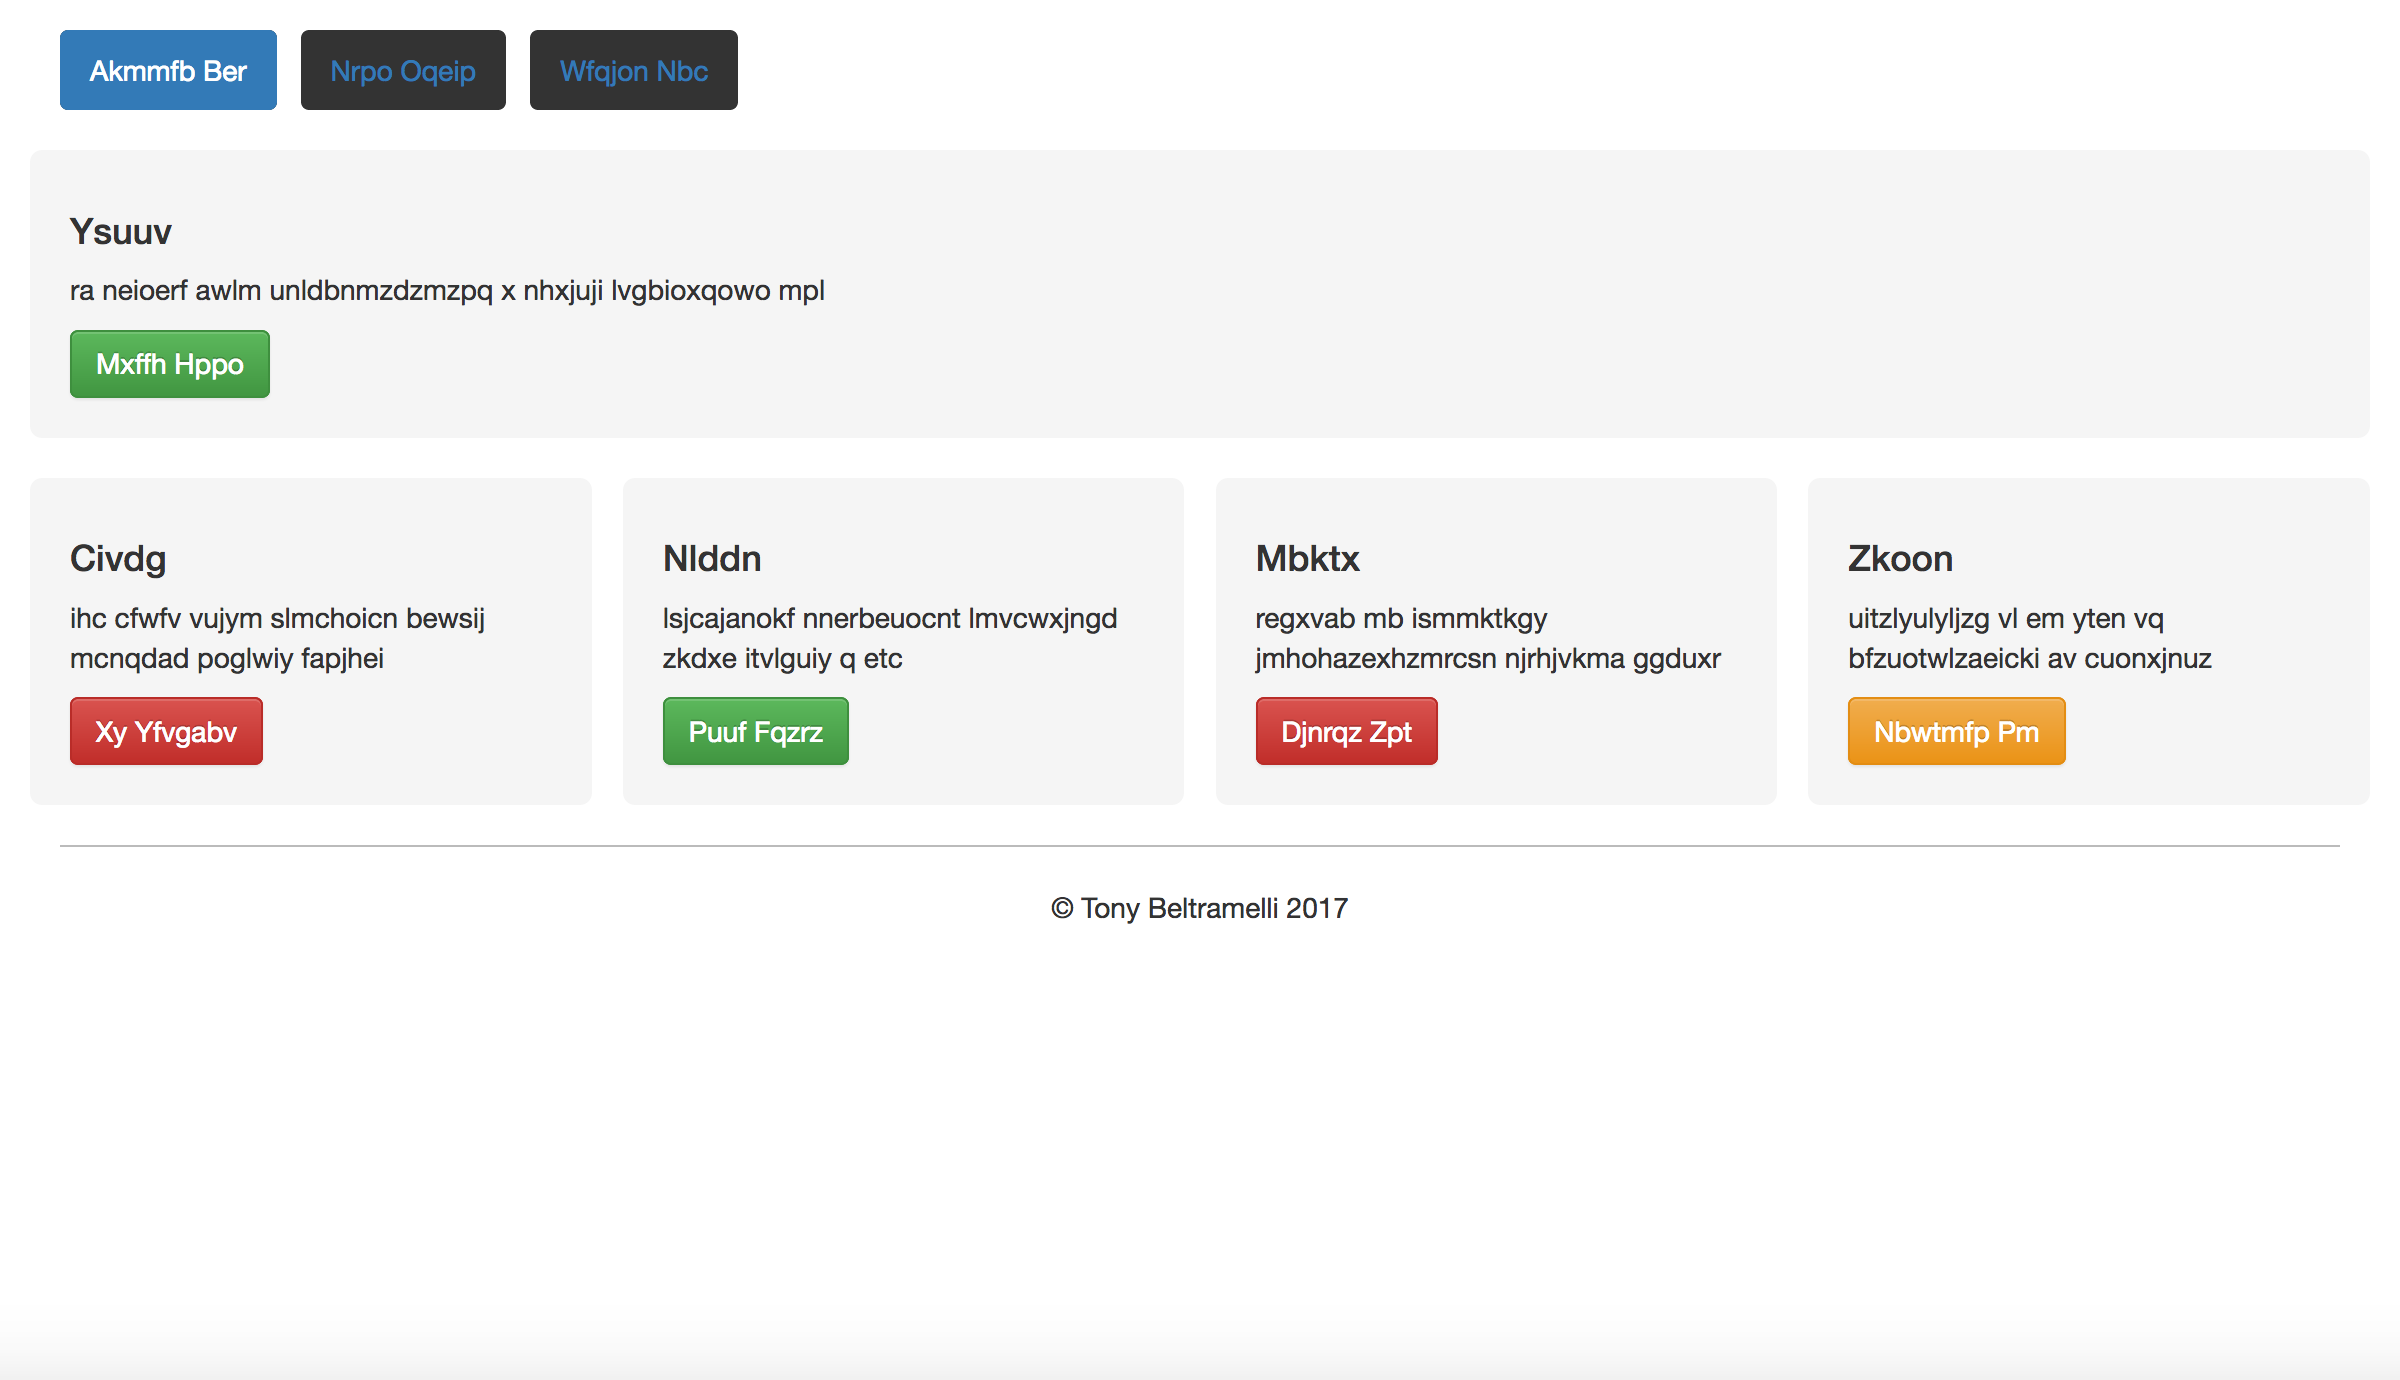 Akmmfb Ber Nrpo Oqeip Wfqjon Nbc
Ysuuv
ra neioerf awlm unldbnmzdzmzpq x nhxjuji lvgbioxqowo mpl
Mxffh Hppo
Civdg
ihc cfwfv vujym slmchoicn bewsij
mcnqdad poglwiy fapjhei
Xy Yfvgabv
Nlddn
lsjcajanokf nnerbeuocnt lmvcwxjngd
zkdxe itvlguiy q etc
Puuf Fqzrz
Mbktx
regxvab mb ismmktkgy
jmhohazexhzmrcsn njrhjvkma ggduxr
Djnrqz Zpt
Zkoon
uitzlyulyljzg vl em yten vq
bfzuotwlzaeicki av cuonxjnuz
Nbwtmfp Pm
© Tony Beltramelli 2017